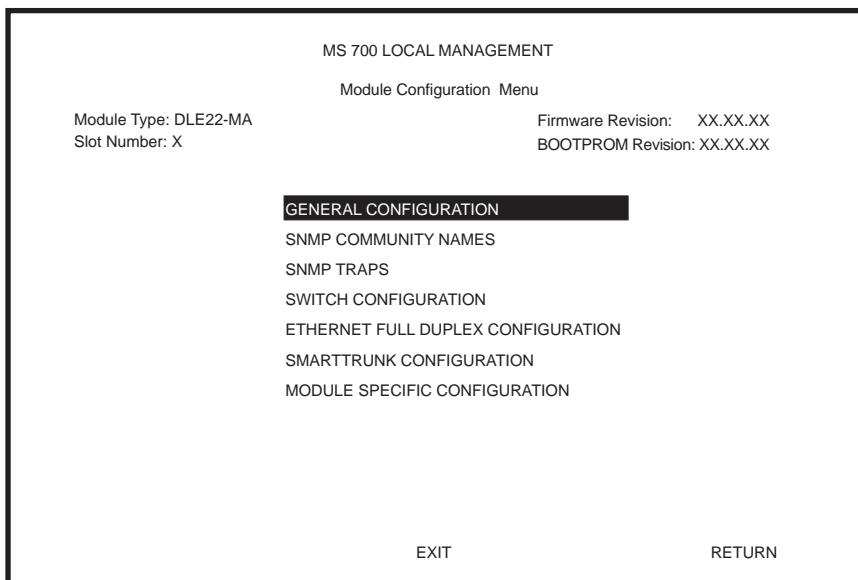 MS 700 LOCAL MANAGEMENT
Module Configuration Menu
Module Type: DLE22-MA
Slot Number: X
Firmware Revision: XX.XX.XX
BOOTPROM Revision: XX.XX.XX
GENERAL CONFIGURATION
SNMP COMMUNITY NAMES
SNMP TRAPS
SWITCH CONFIGURATION
ETHERNET FULL DUPLEX CONFIGURATION
SMARTTRUNK CONFIGURATION
MODULE SPECIFIC CONFIGURATION
EXIT RETURN